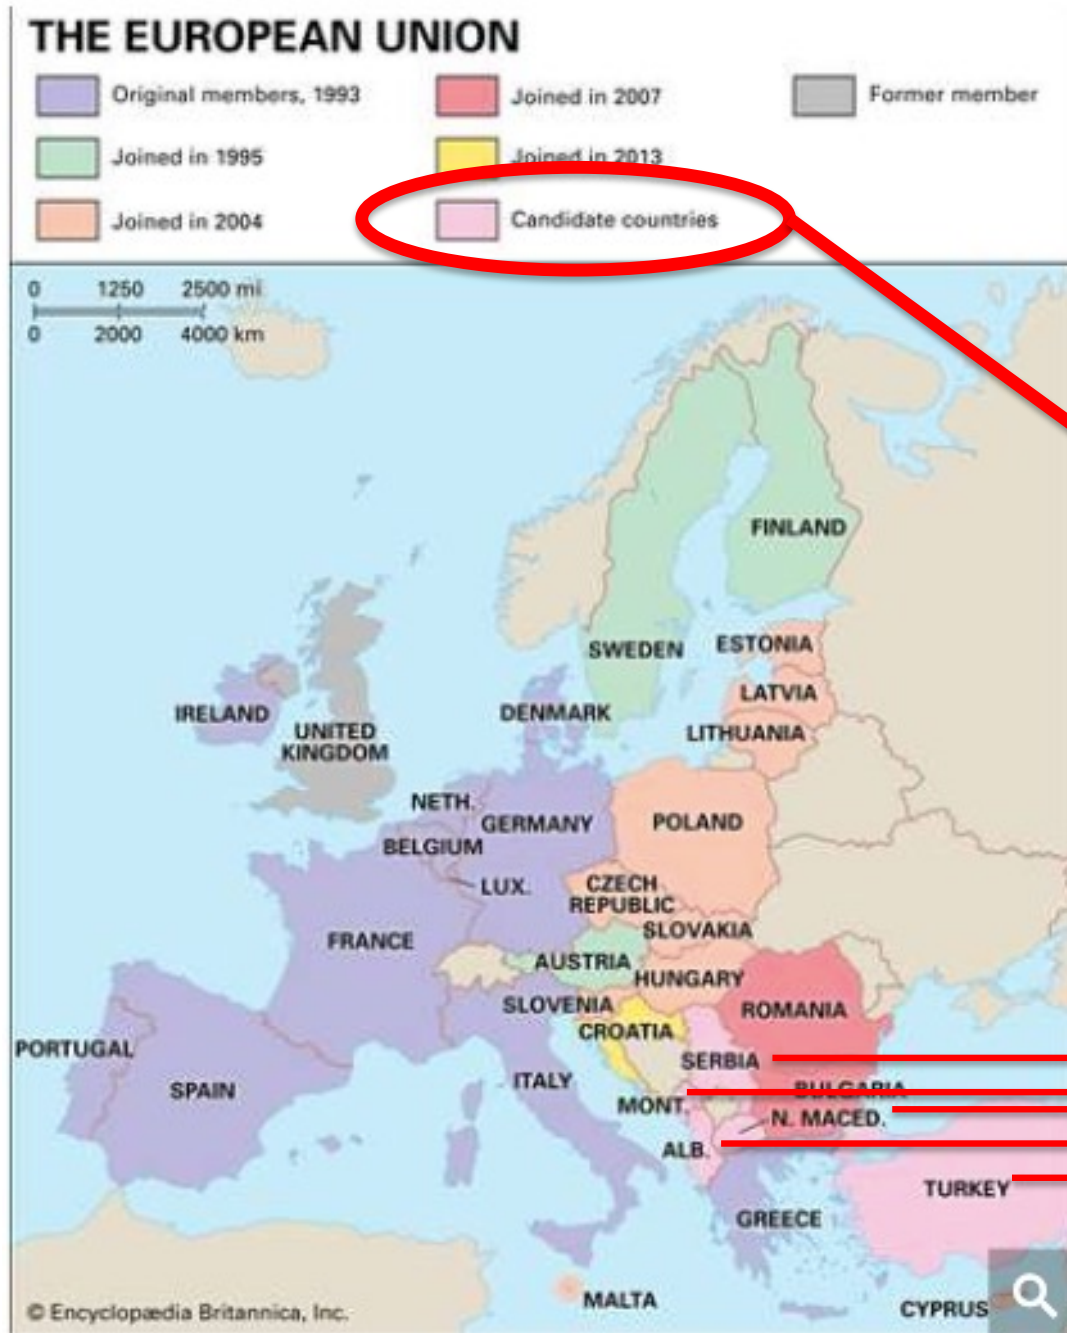 THE EUROPEAN UNION
Original members, 1993
Joined in 2007
Former member
Joined in 1995
Joined in 2013
Joined in 2004
Candidate countries
0 1250 2500 mi
0 2000 4000 km
FINLAND
SWEDEN
ESTONIA
LATVIA
IRELAND
DENMARK
LITHUANIA
UNITED
KINGDOM
NETH.
GERMANY
POLAND
BELGIUM
LUX.
CZECH
REPUBLIC
SLOVAKIA
FRANCE
AUSTRIA
HUNGARY
SLOVENIA
ROMANIA
CROATIA
PORTUGAL
SERBIA
SPAIN
ITALY
BULGARIA
MONT.
N. MACED.
ALB.
TURKEY
GREECE
MALTA
CYPRUS
© Encyclopædia Britannica, Inc.